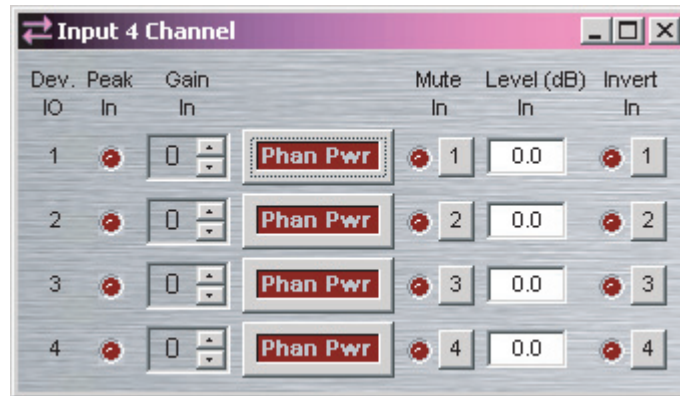 Input 4 Channel
Dev. Peak Gain Mute Level (dB) Invert
IO In In In In In
1 0 Phan Pwr 1 0.0 1
2 0 Phan Pwr 2 0.0 2
3 0 Phan Pwr 3 0.0 3
4 0 Phan Pwr 4 0.0 4